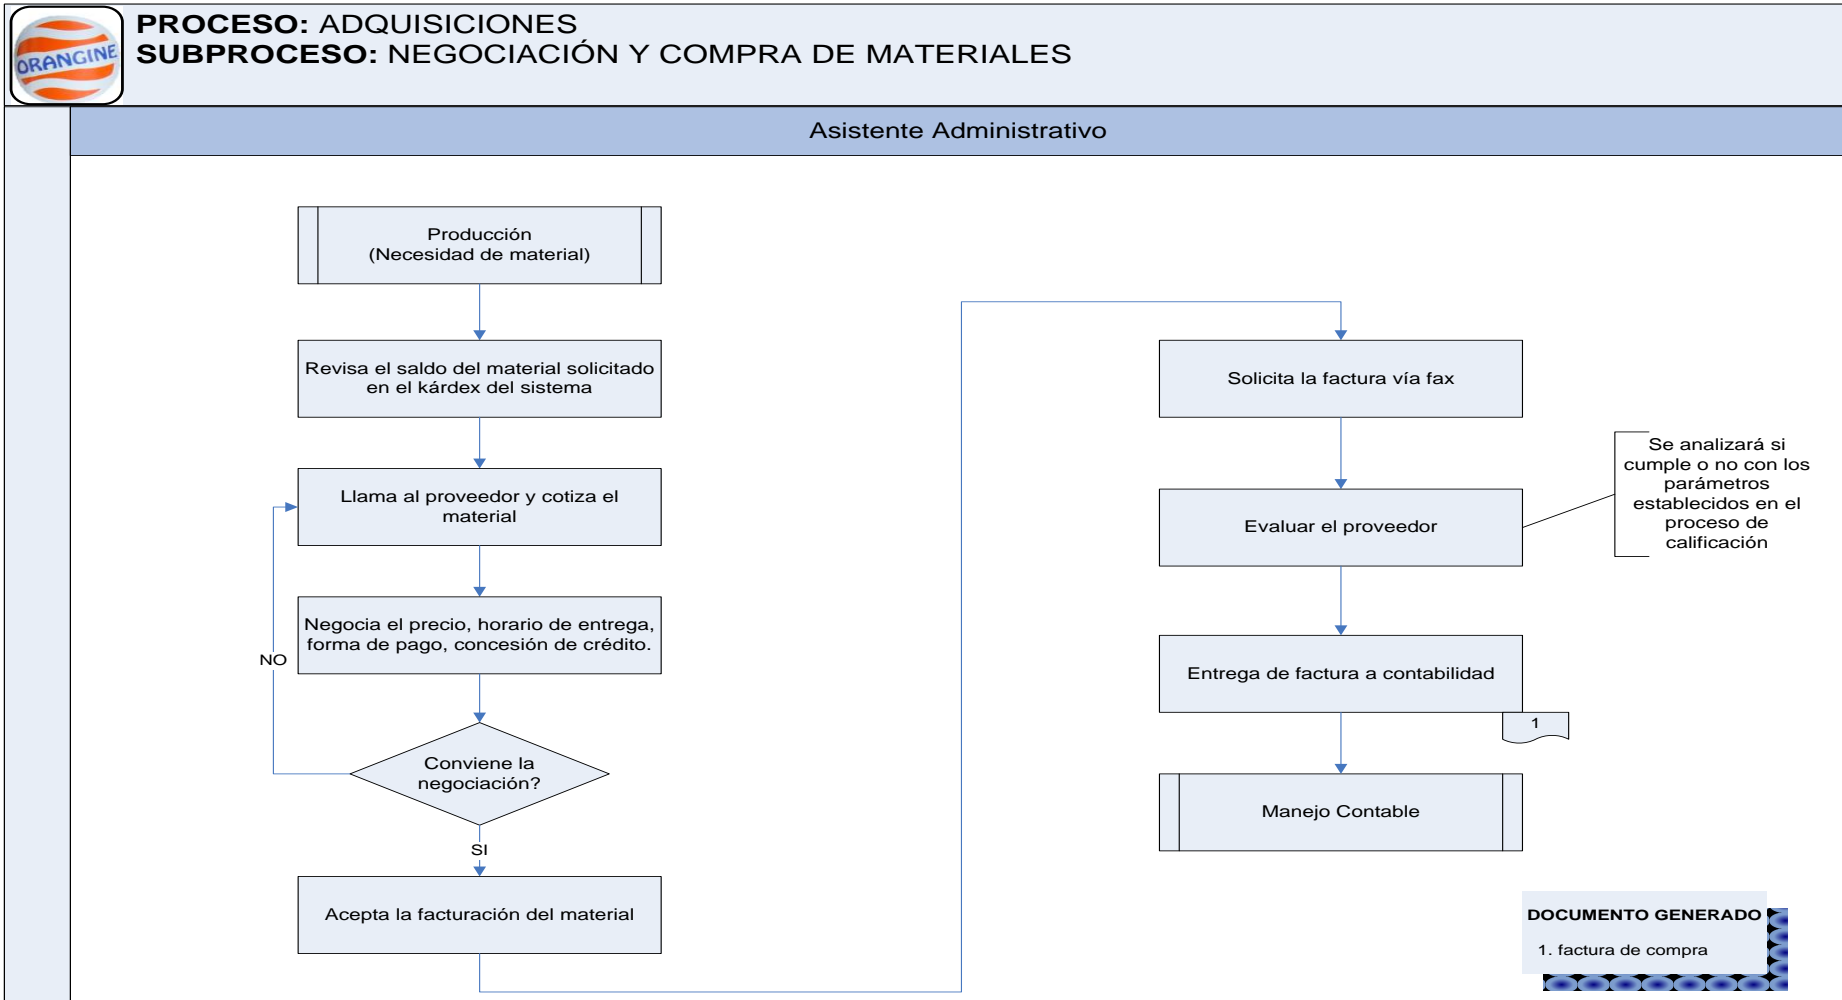 ORANGINE
PROCESO: ADQUISICIONES
SUBPROCESO: NEGOCIACIÓN Y COMPRA DE MATERIALES
Asistente Administrativo
Producción
(Necesidad de material)
Revisa el saldo del material solicitado
en el kárdex del sistema
Llama al proveedor y cotiza el
material
Negocia el precio, horario de entrega,
forma de pago, concesión de crédito.
NO
Conviene la
negociación?
SI
Acepta la facturación del material
Solicita la factura vía fax
Evaluar el proveedor
Se analizará si
cumple o no con los
parámetros
establecidos en el
proceso de
calificación
Entrega de factura a contabilidad
1
Manejo Contable
DOCUMENTO GENERADO
1. factura de compra